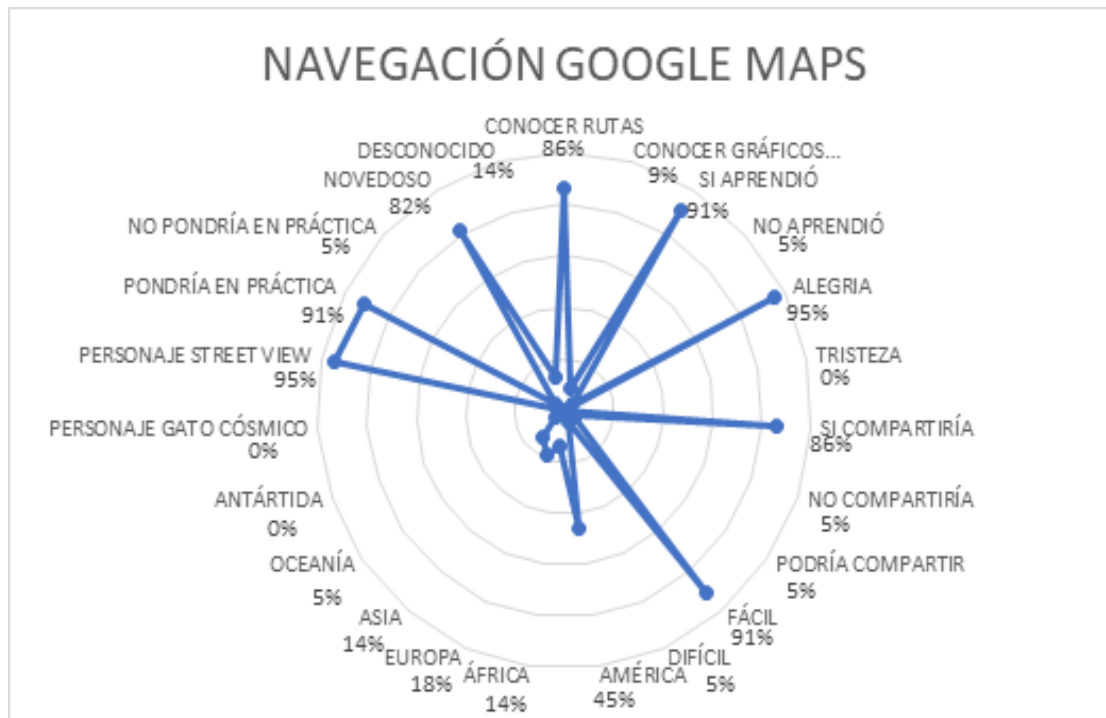 NAVEGACIÓN GOOGLE MAPS
CONOCER RUTAS
86%
CONOCER GRÁFICOS...
9%
SI APRENDIÓ
91%
NO APRENDIÓ
5%
ALEGRIA
95%
TRISTEZA
0%
SI COMPARTIRÍA
86%
NO COMPARTIRÍA
5%
PODRÍA COMPARTIR
5%
FÁCIL
91%
DIFÍCIL
5%
AMÉRICA
45%
ÁFRICA
14%
EUROPA
18%
ASIA
14%
OCEANÍA
5%
ANTÁRTIDA
0%
PERSONAJE GATO CÓSMICO
0%
PERSONAJE STREET VIEW
95%
PONDRÍA EN PRÁCTICA
91%
NO PONDRÍA EN PRÁCTICA
5%
NOVEDOSO
82%
DESCONOCIDO
14%